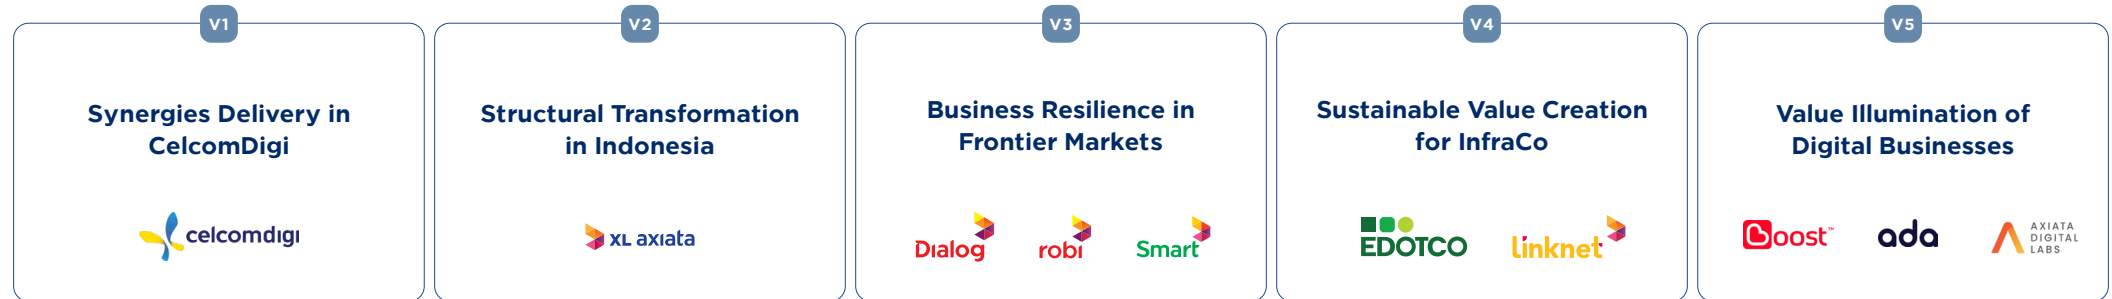 V1
Synergies Delivery in
CelcomDigi
celcomdigi
V2
Structural Transformation
in Indonesia
XL axiata
V3
Business Resilience in
Frontier Markets
Dialog
robi
Smart
V4
Sustainable Value Creation
for InfraCo
EDOTCO
linknet
V5
Value Illumination of
Digital Businesses
Boost™
ada
AXIATA
DIGITAL
LABS